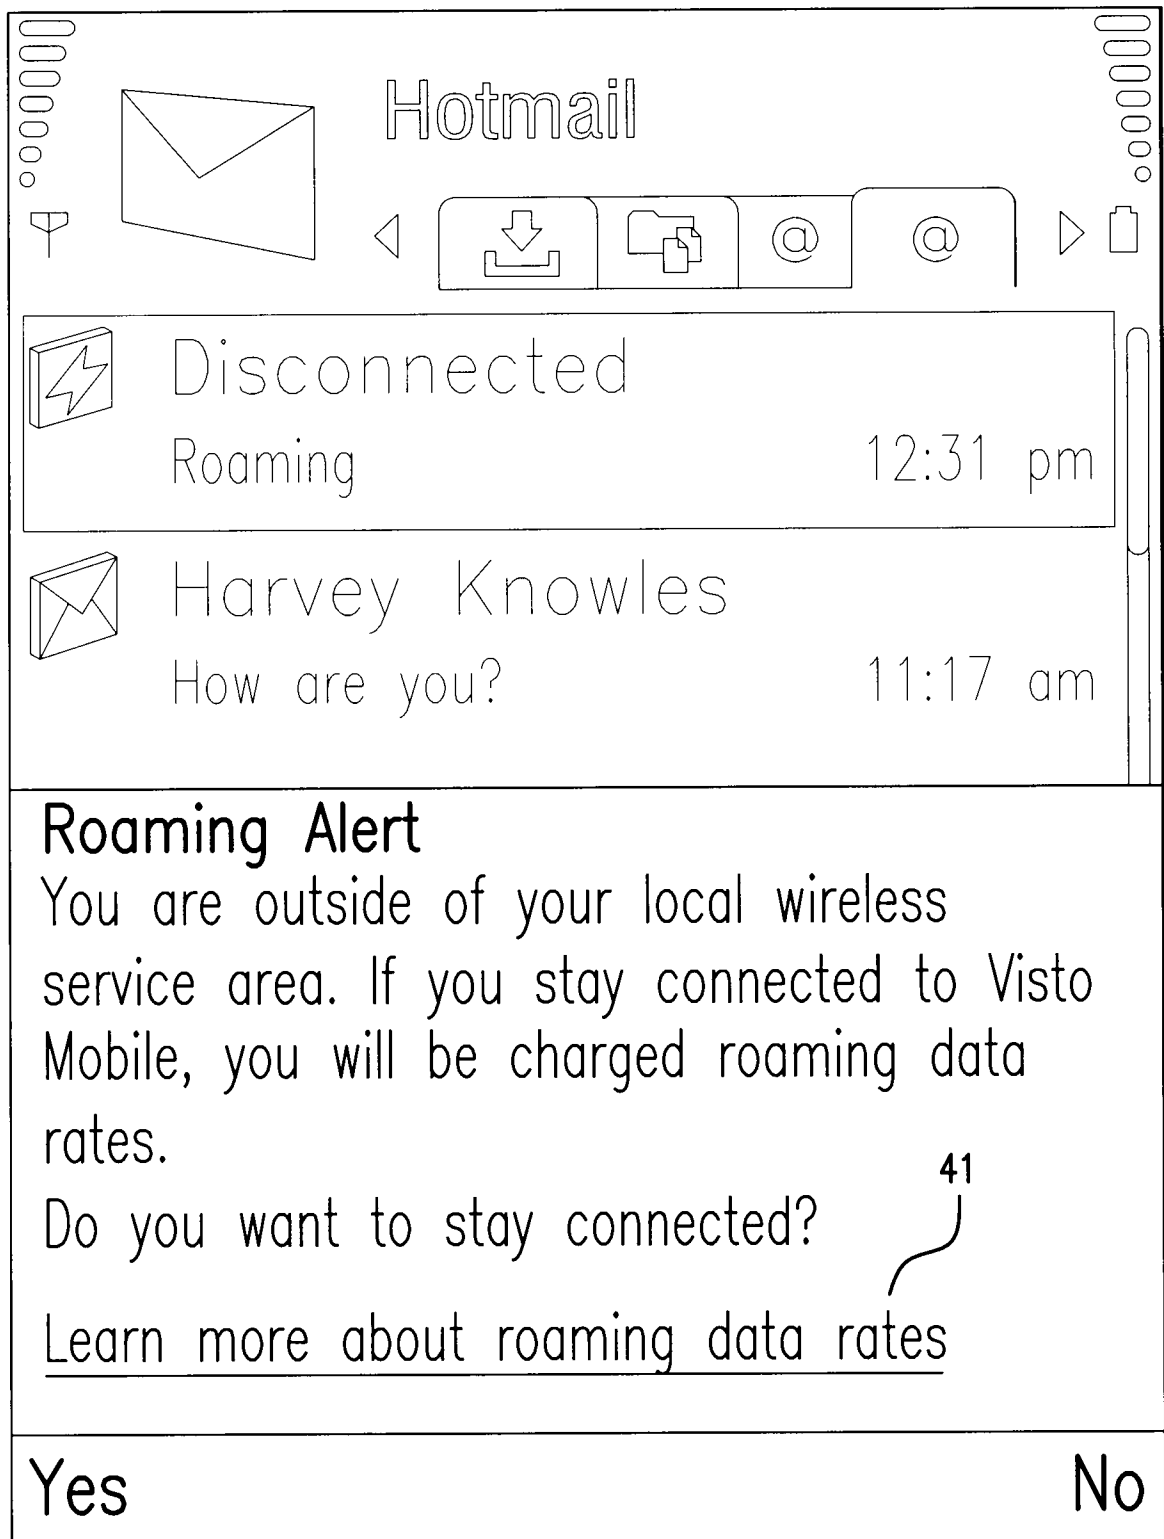 Hotmail
@ @
Disconnected
Roaming 12:31 pm
Harvey Knowles
How are you? 11:17 am
Roaming Alert
You are outside of your local wireless
service area. If you stay connected to Visto
Mobile, you will be charged roaming data
rates.
41
Do you want to stay connected?
Learn more about roaming data rates
Yes No